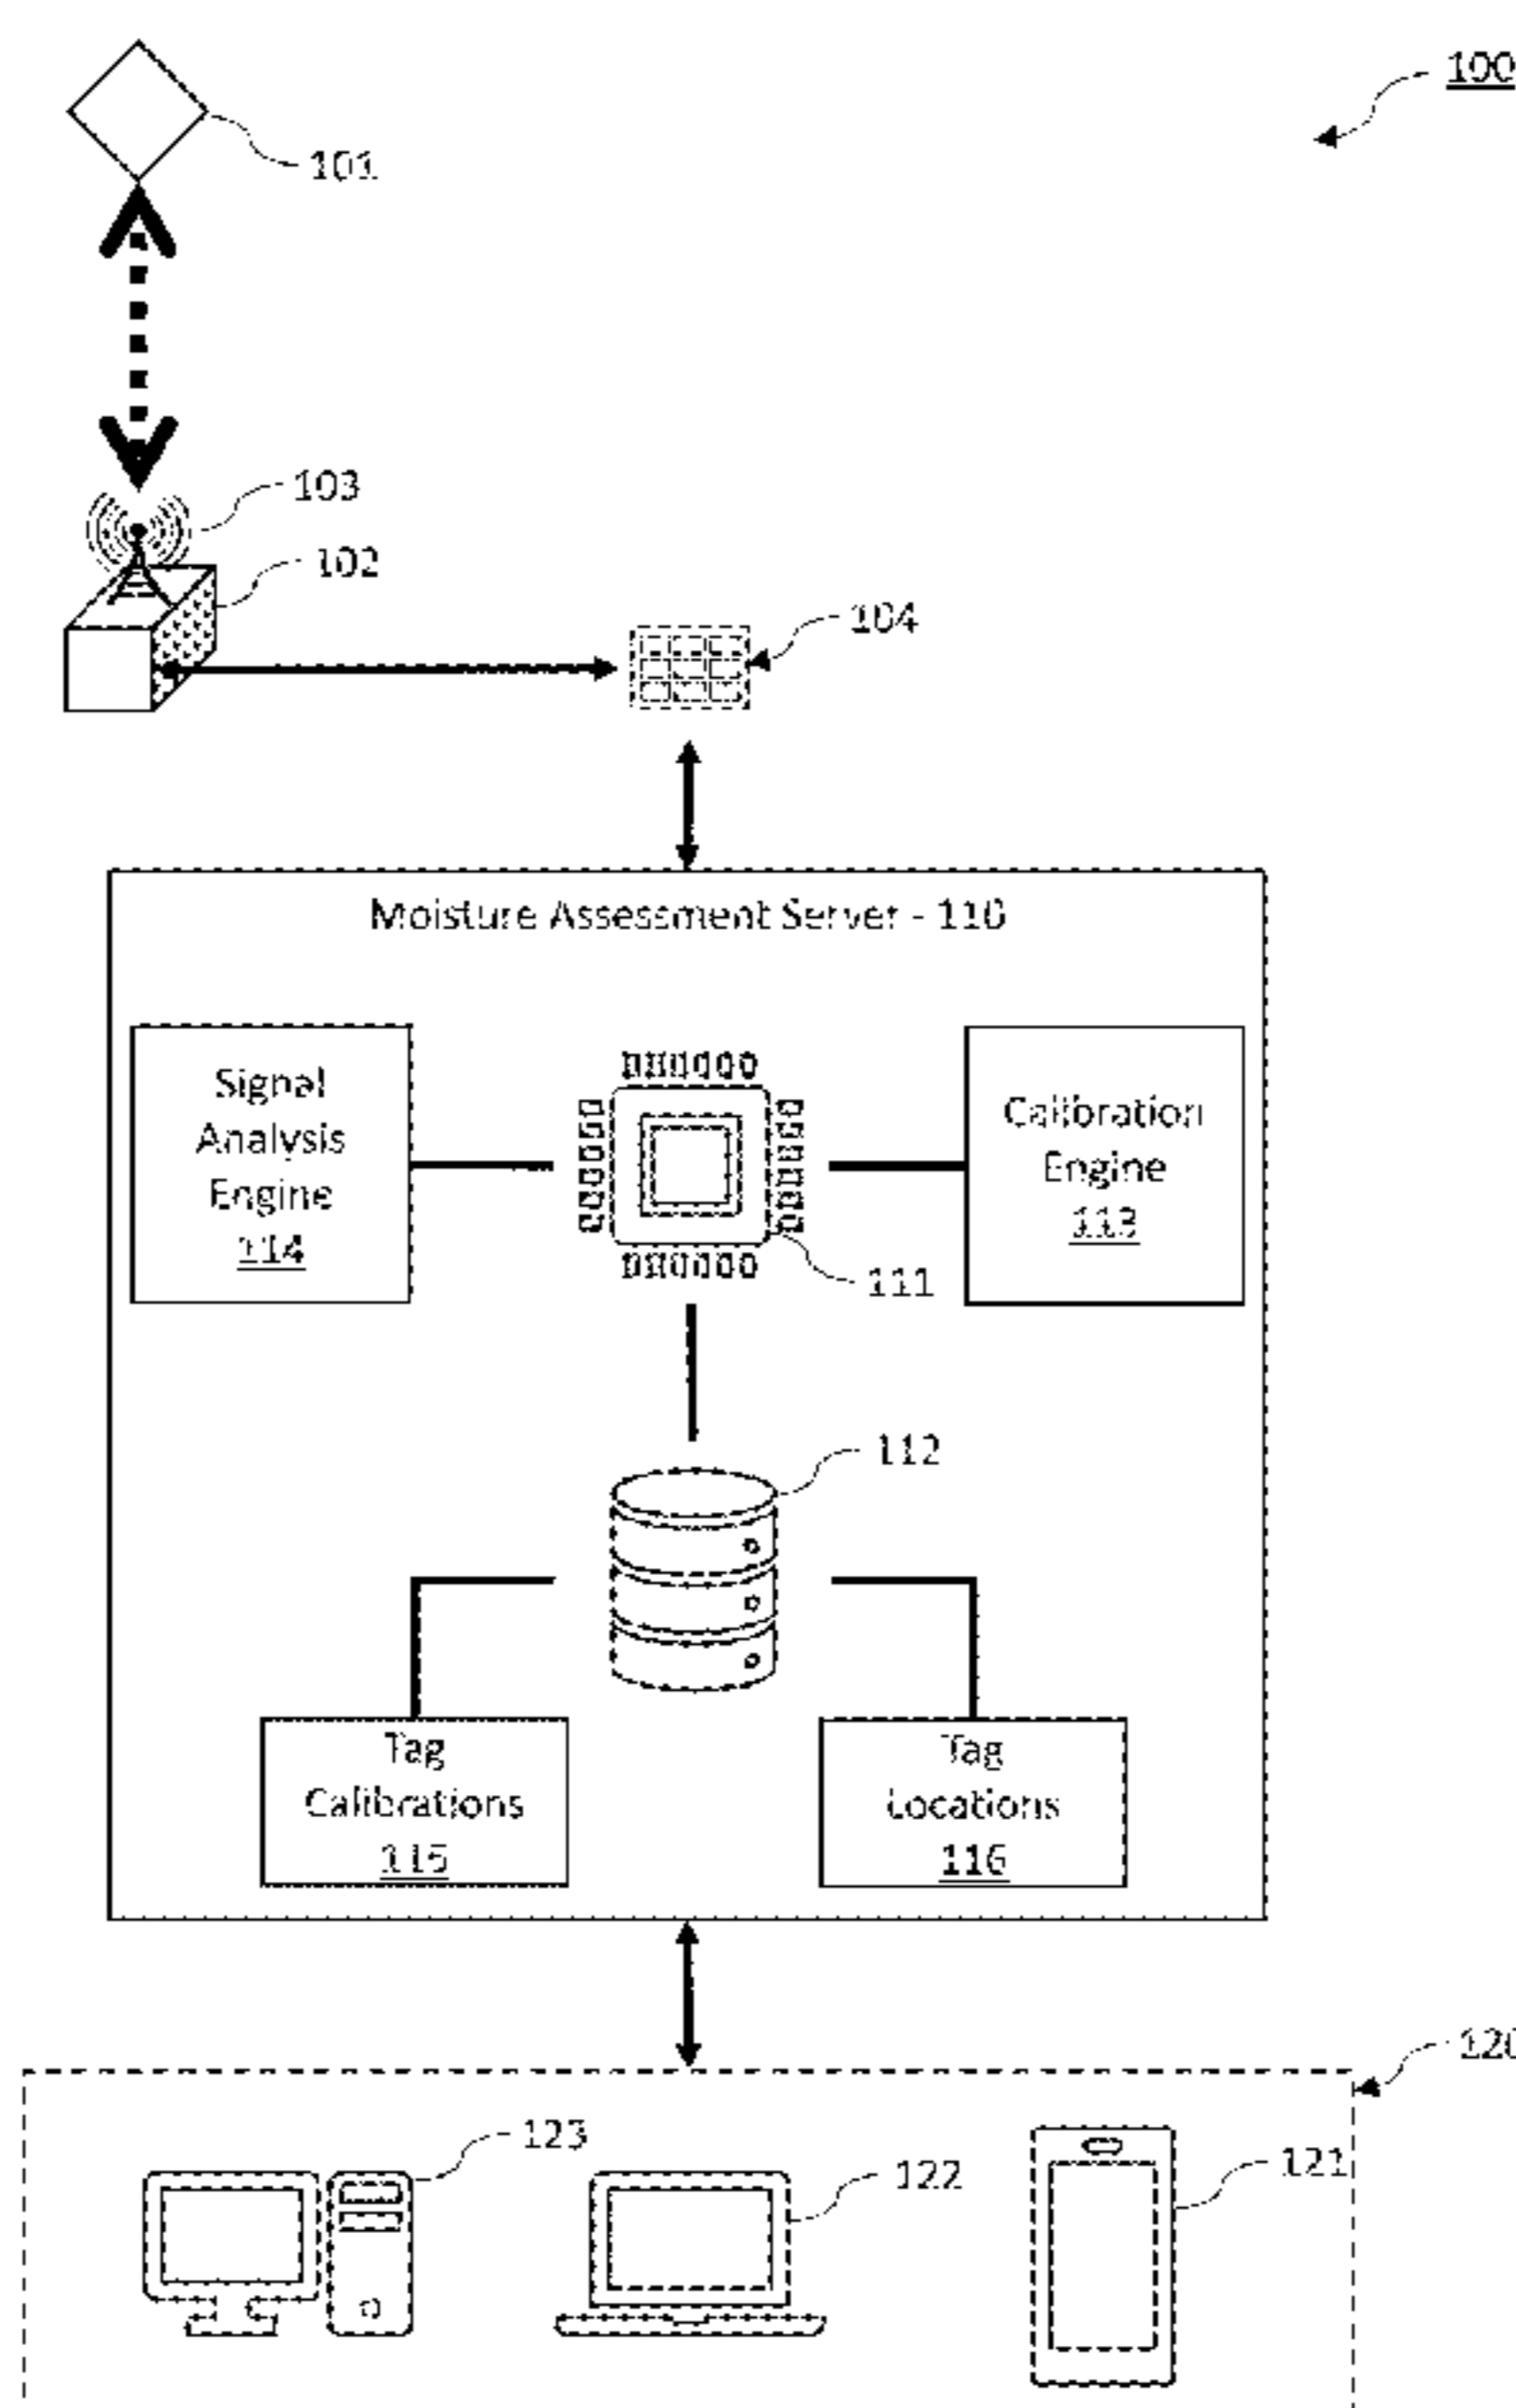 100
101
103
102
104
Moisture Assessment Server - 110
Signal
Analysis
Engine
114
Calibration
Engine
113
111
112
Tag
Calibrations
115
Tag
Locations
116
120
123
122
121